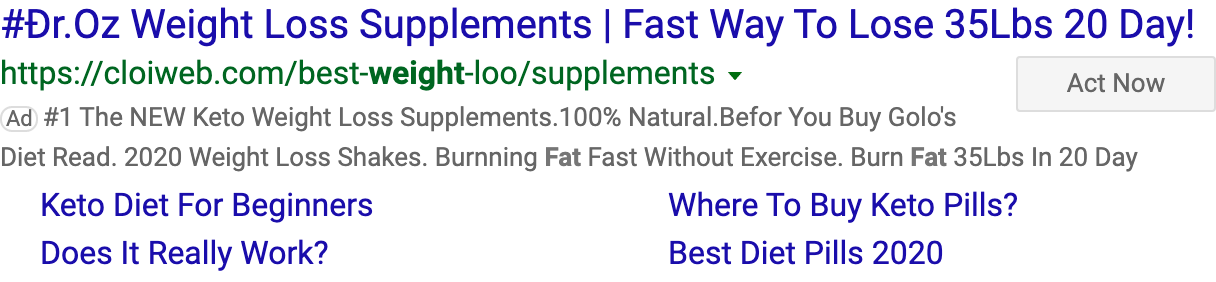 #Ðr.Oz Weight Loss Supplements | Fast Way To Lose 35Lbs 20 Day!
https://cloiweb.com/best-weight-loo/supplements
Act Now
Ad #1 The NEW Keto Weight Loss Supplements.100% Natural.Befor You Buy Golo's
Diet Read. 2020 Weight Loss Shakes. Burnning Fat Fast Without Exercise. Burn Fat 35Lbs In 20 Day
Keto Diet For Beginners
Where To Buy Keto Pills?
Does It Really Work?
Best Diet Pills 2020